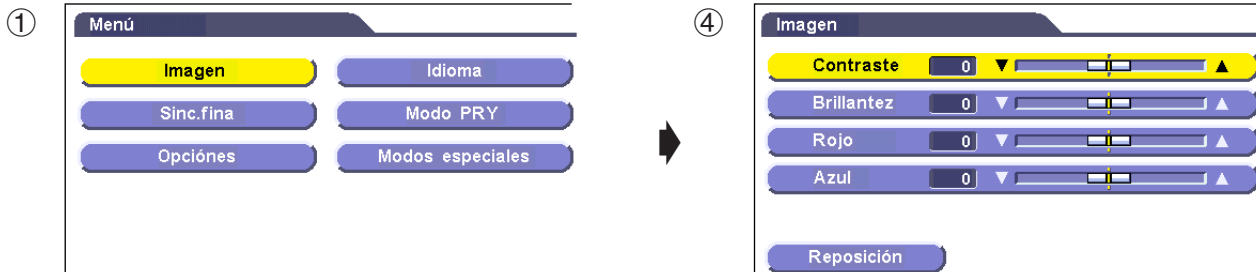 ①
Menú
Imagen Idioma
Sinc.fina Modo PRY
Opciónes Modos especiales
④
Imagen
Contraste 0
Brillantez 0
Rojo 0
Azul 0
Reposición